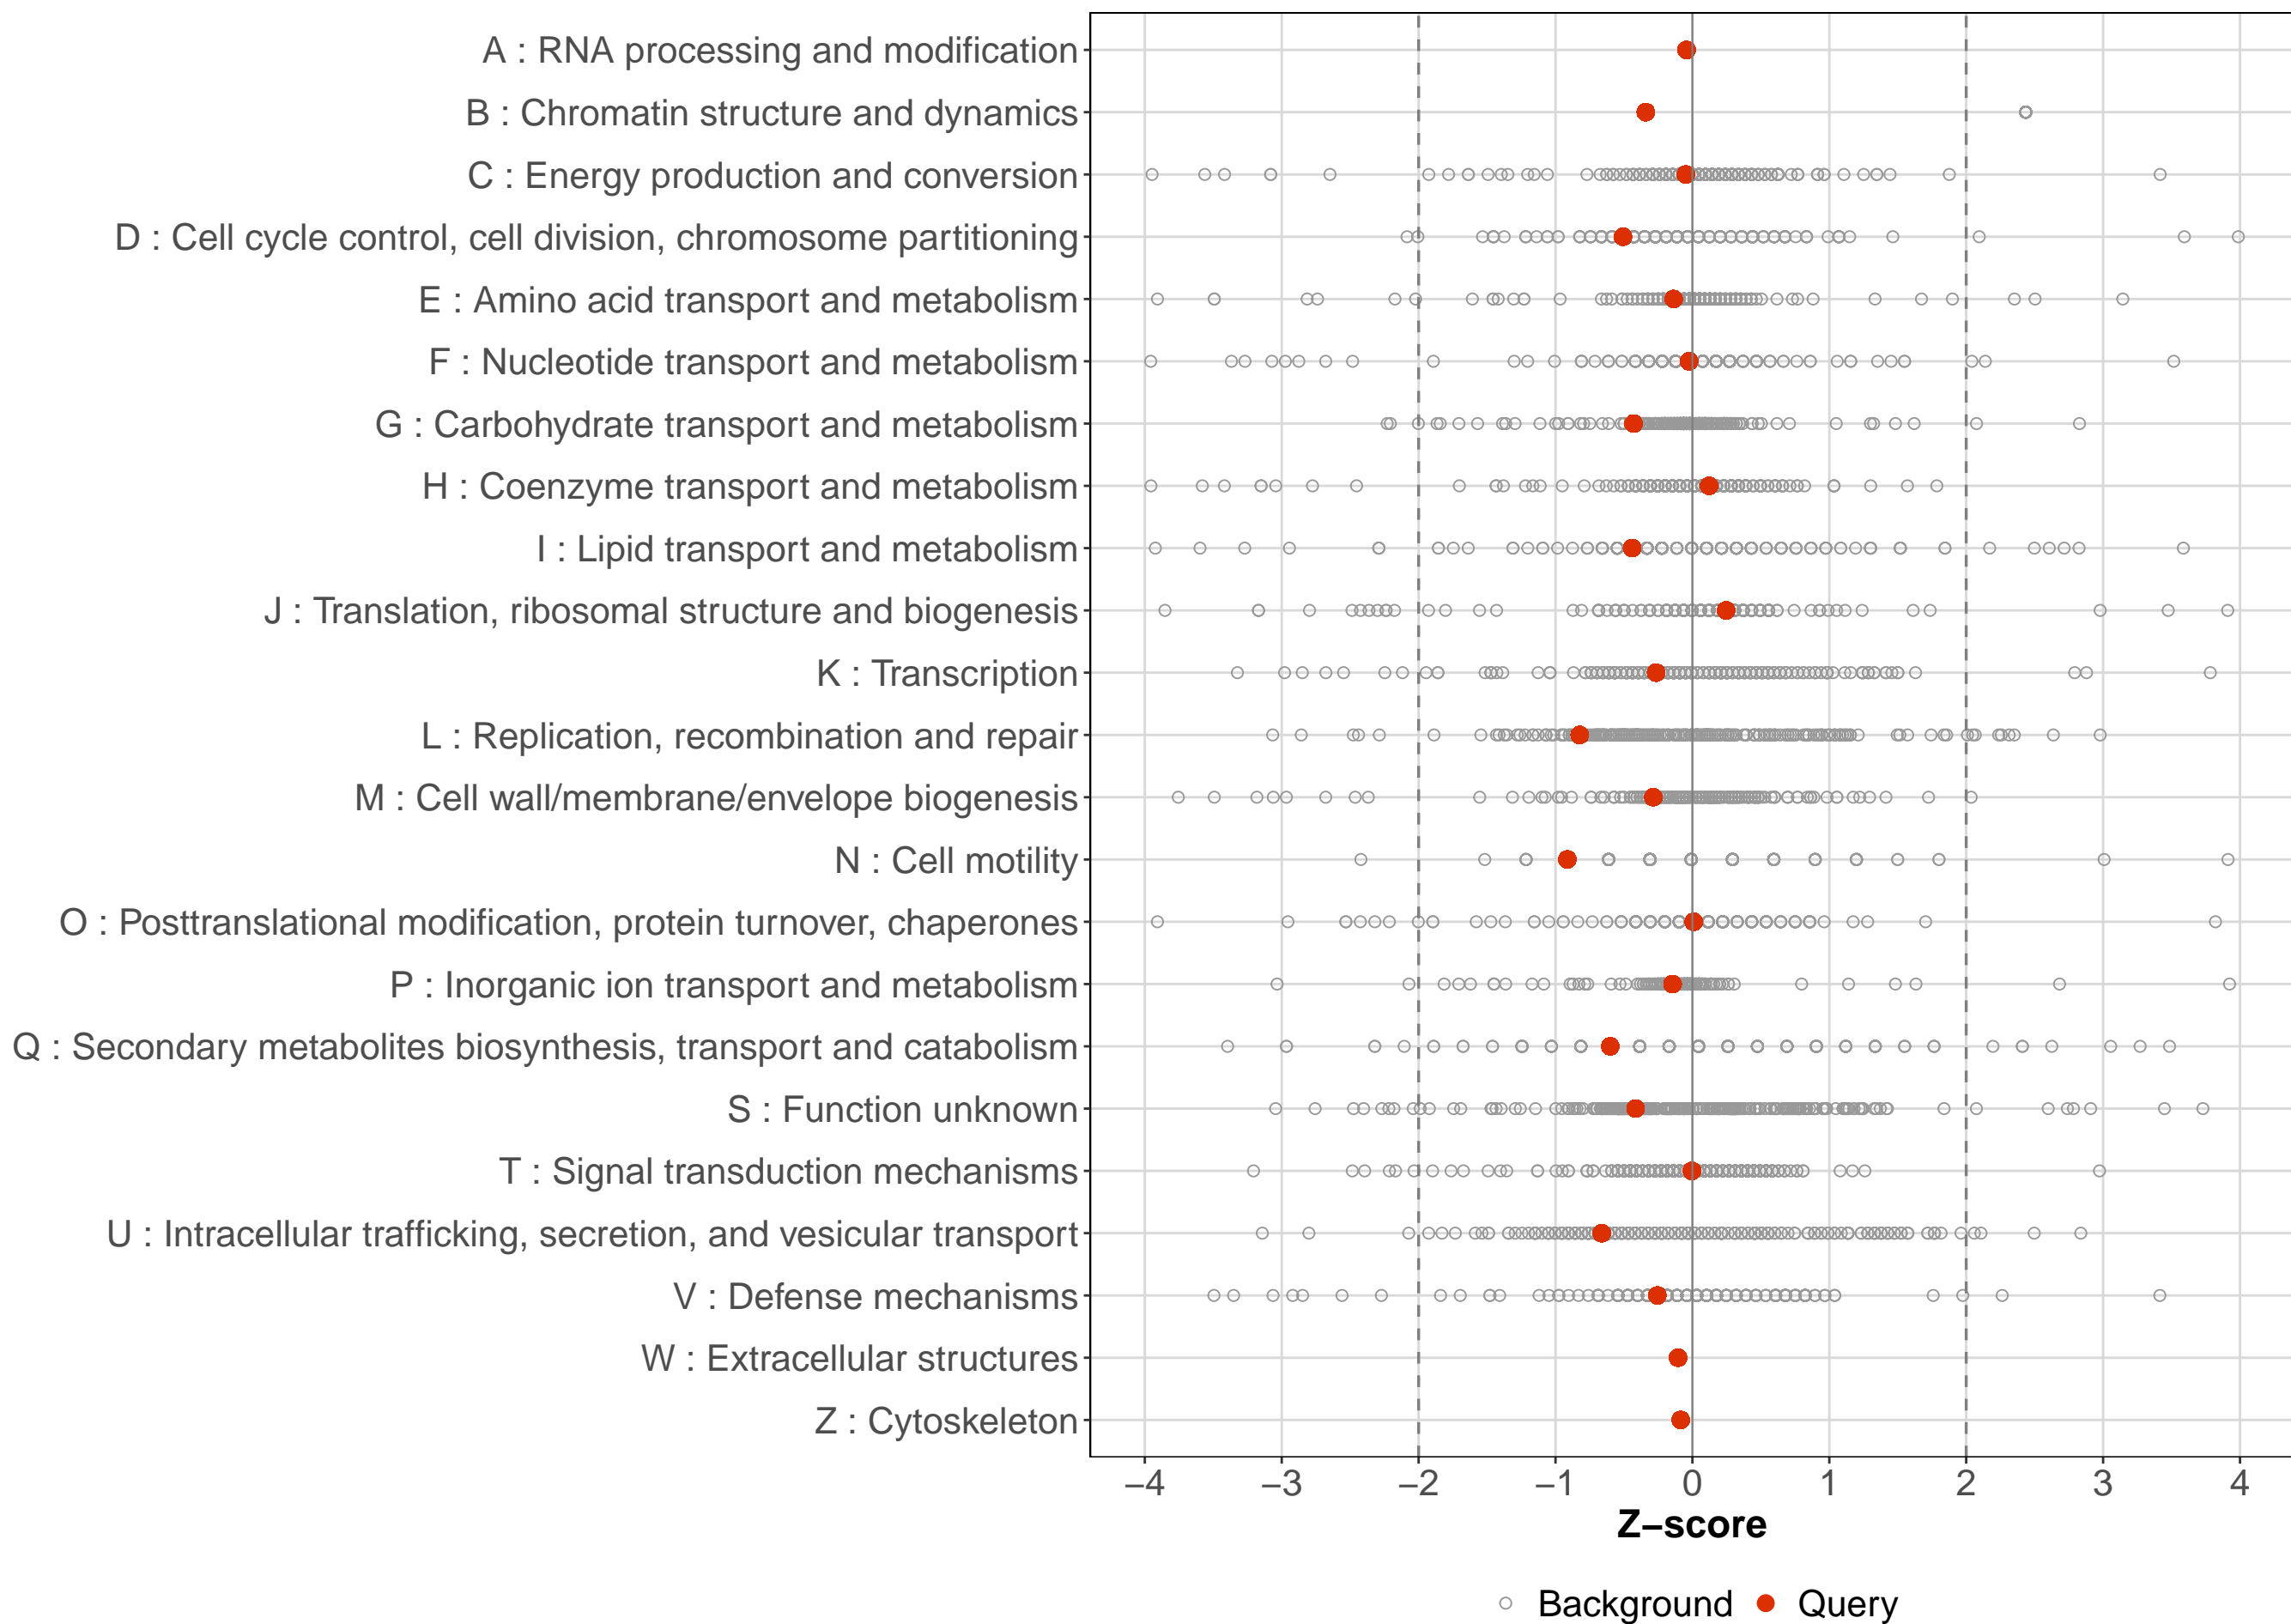 A : RNA processing and modification
B : Chromatin structure and dynamics
C : Energy production and conversion
D : Cell cycle control, cell division, chromosome partitioning
E : Amino acid transport and metabolism
F : Nucleotide transport and metabolism
G : Carbohydrate transport and metabolism
H : Coenzyme transport and metabolism
I : Lipid transport and metabolism
J : Translation, ribosomal structure and biogenesis
K : Transcription
L : Replication, recombination and repair
M : Cell wall/membrane/envelope biogenesis
N : Cell motility
O : Posttranslational modification, protein turnover, chaperones
P : Inorganic ion transport and metabolism
Q : Secondary metabolites biosynthesis, transport and catabolism
S : Function unknown
T : Signal transduction mechanisms
U : Intracellular trafficking, secretion, and vesicular transport
V : Defense mechanisms
W : Extracellular structures
Z : Cytoskeleton
−4 −3 −2 −1 0 1 2 3 4
Z−score
Background Query